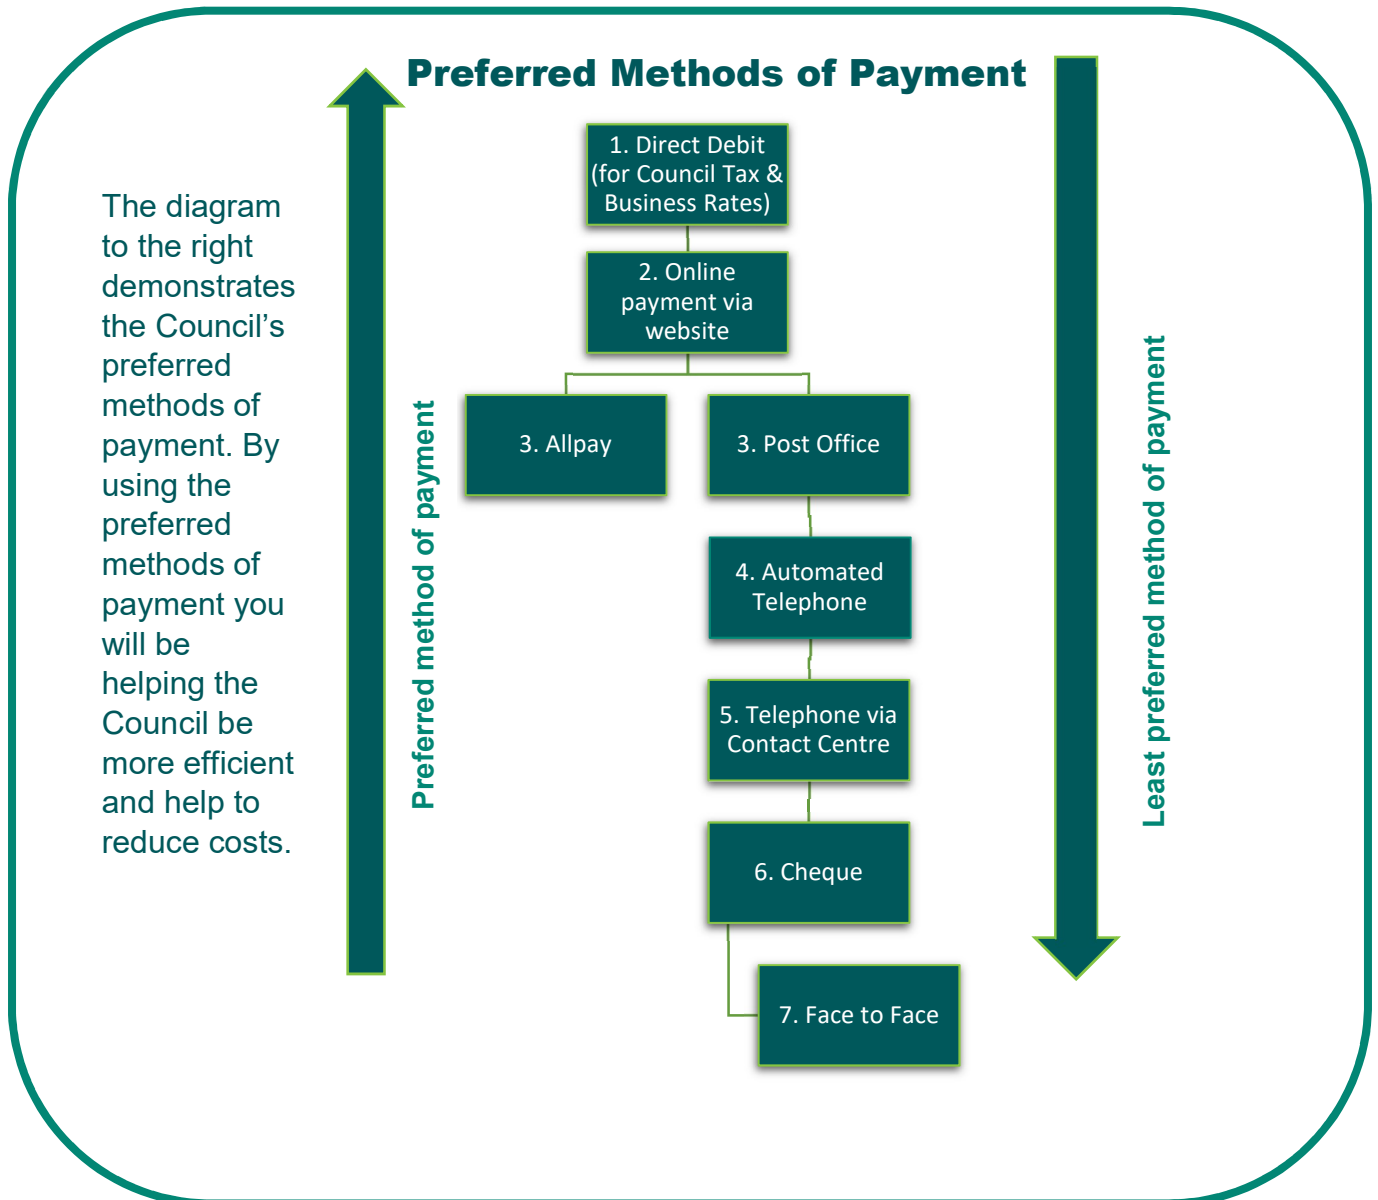 Preferred Methods of Payment
The diagram
to the right
demonstrates
the Council’s
preferred
methods of
payment. By
using the
preferred
methods of
payment you
will be
helping the
Council be
more efficient
and help to
reduce costs.
Preferred method of payment
1. Direct Debit
(for Council Tax &
Business Rates)
2. Online
payment via
website
3. Allpay
3. Post Office
4. Automated
Telephone
5. Telephone via
Contact Centre
6. Cheque
7. Face to Face
Least preferred method of payment